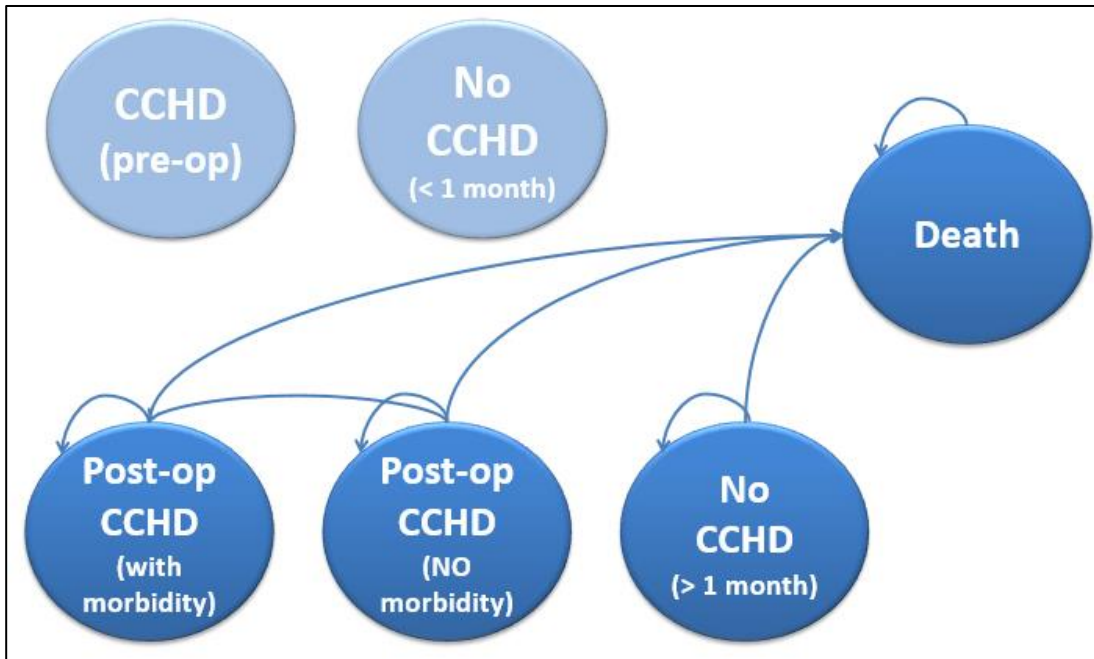 CCHD
(pre-op)
No
CCHD
(< 1 month)
Death
Post-op
CCHD
(with
morbidity)
Post-op
CCHD
(NO
morbidity)
No
CCHD
(> 1 month)